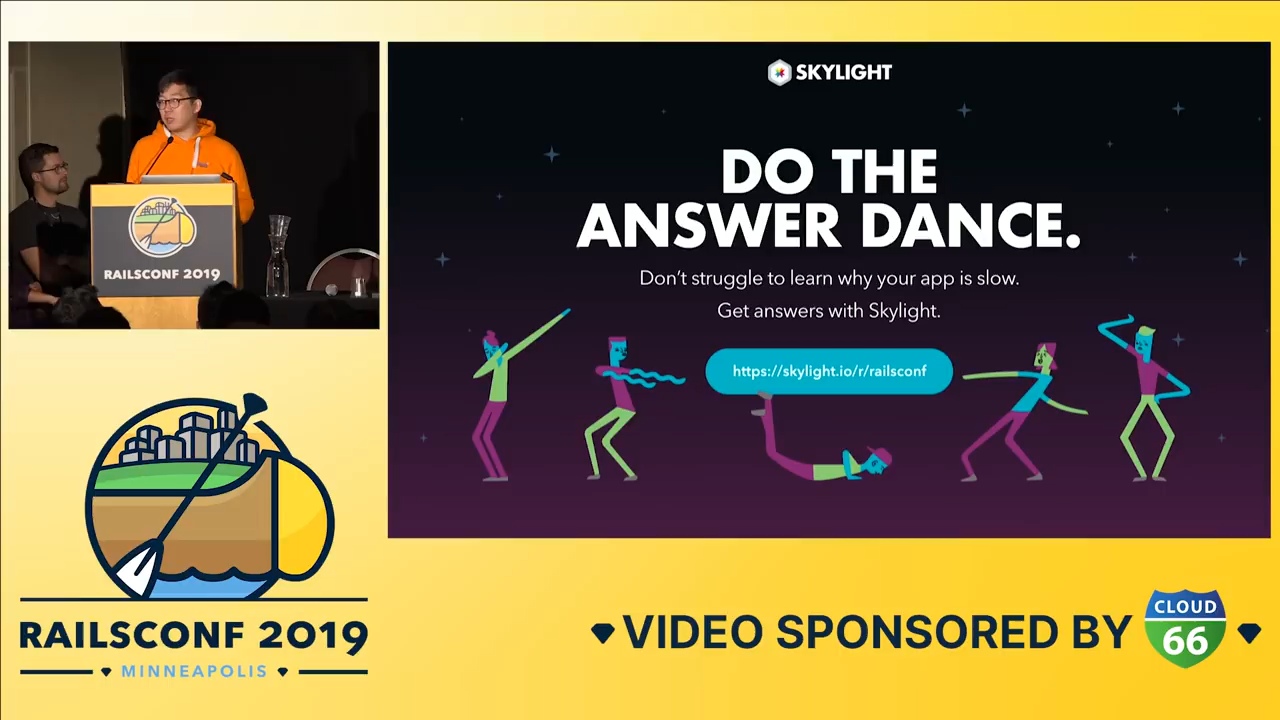 RAILSCONF 2019
SKYLIGHT
DO THE
ANSWER DANCE.
Don't struggle to learn why your app is slow.
Get answers with Skylight.
https://skylight.io/r/railsconf
RAILSCONF 2019
MINNEAPOLIS
VIDEO SPONSORED BY
CLOUD
66